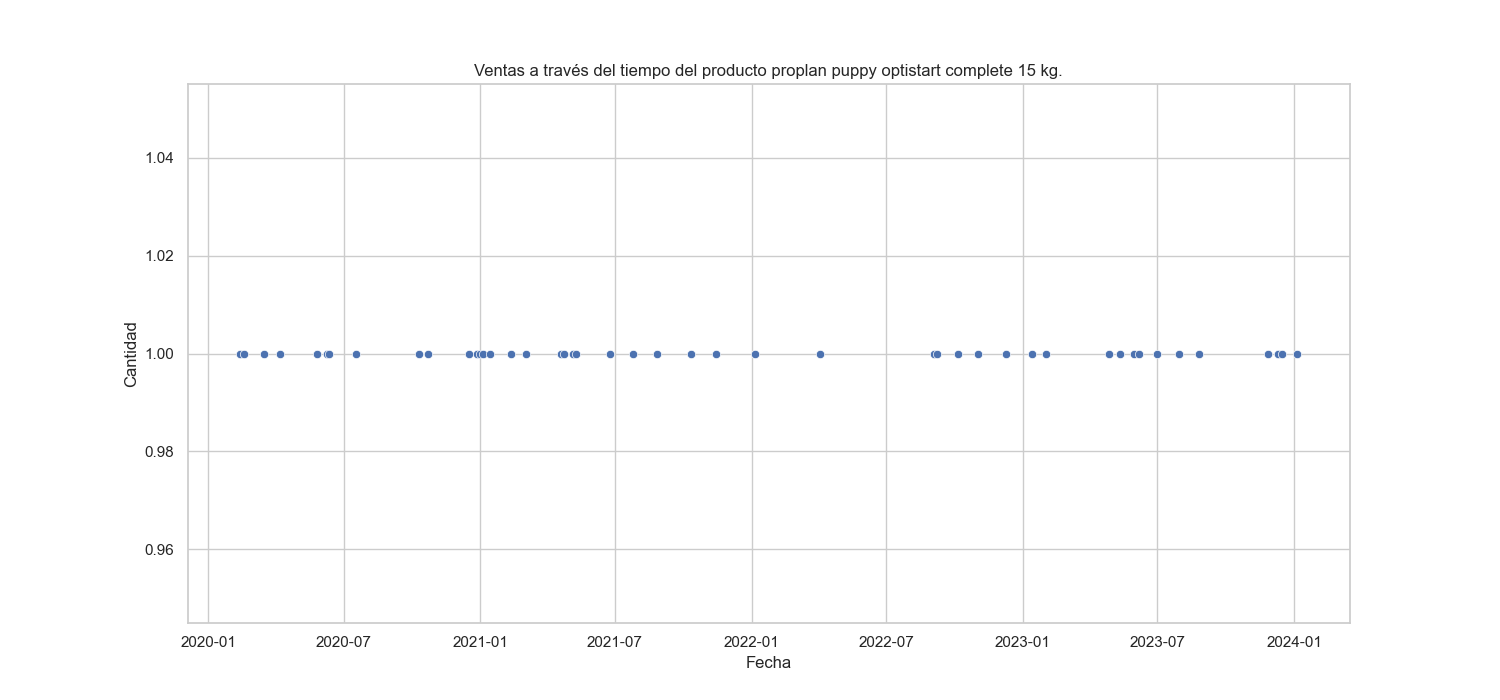 Ventas a través del tiempo del producto proplan puppy optistart complete 15 kg.
1.04
1.02
1.00
0.98
0.96
Cantidad
2020-01 2020-07 2021-01 2021-07 2022-01 2022-07 2023-01 2023-07 2024-01
Fecha